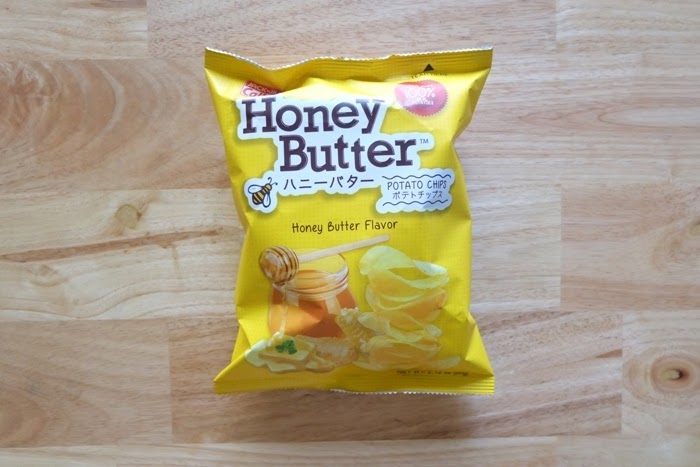 100%
Honey
Butter™
ハニーバター
POTATO CHIPS
ポテトチップス
Honey Butter Flavor